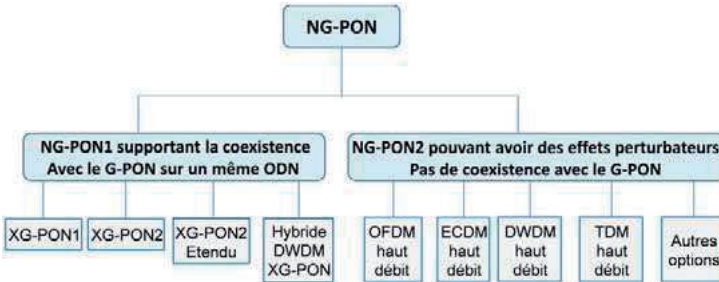 NG-PON
NG-PON1 supportant la coexistence
Avec le G-PON sur un même ODN
NG-PON2 pouvant avoir des effets perturbateurs
Pas de coexistence avec le G-PON
XG-PON1
XG-PON2
XG-PON2
Etendu
Hybride
DWDM
XG-PON
OFDM
haut
débit
ECDM
haut
débit
DWDM
haut
débit
TDM
haut
débit
Autres
options